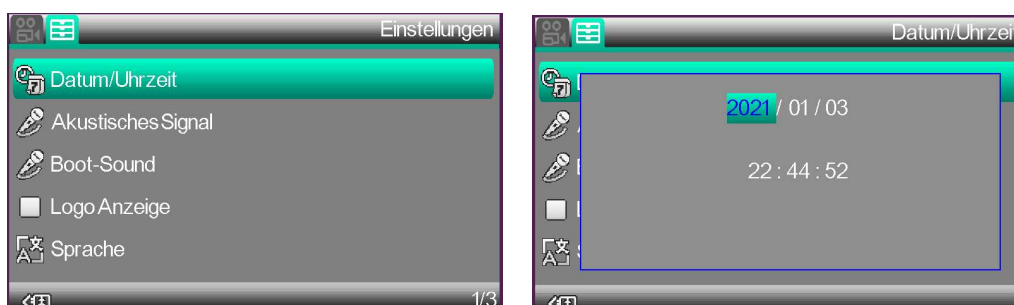 Einstellungen
Datum/Uhrzeit
Akustisches Signal
Boot-Sound
Logo Anzeige
Sprache
1/3
Datum/Uhrzeit
2021 / 01 / 03
22 : 44 : 52